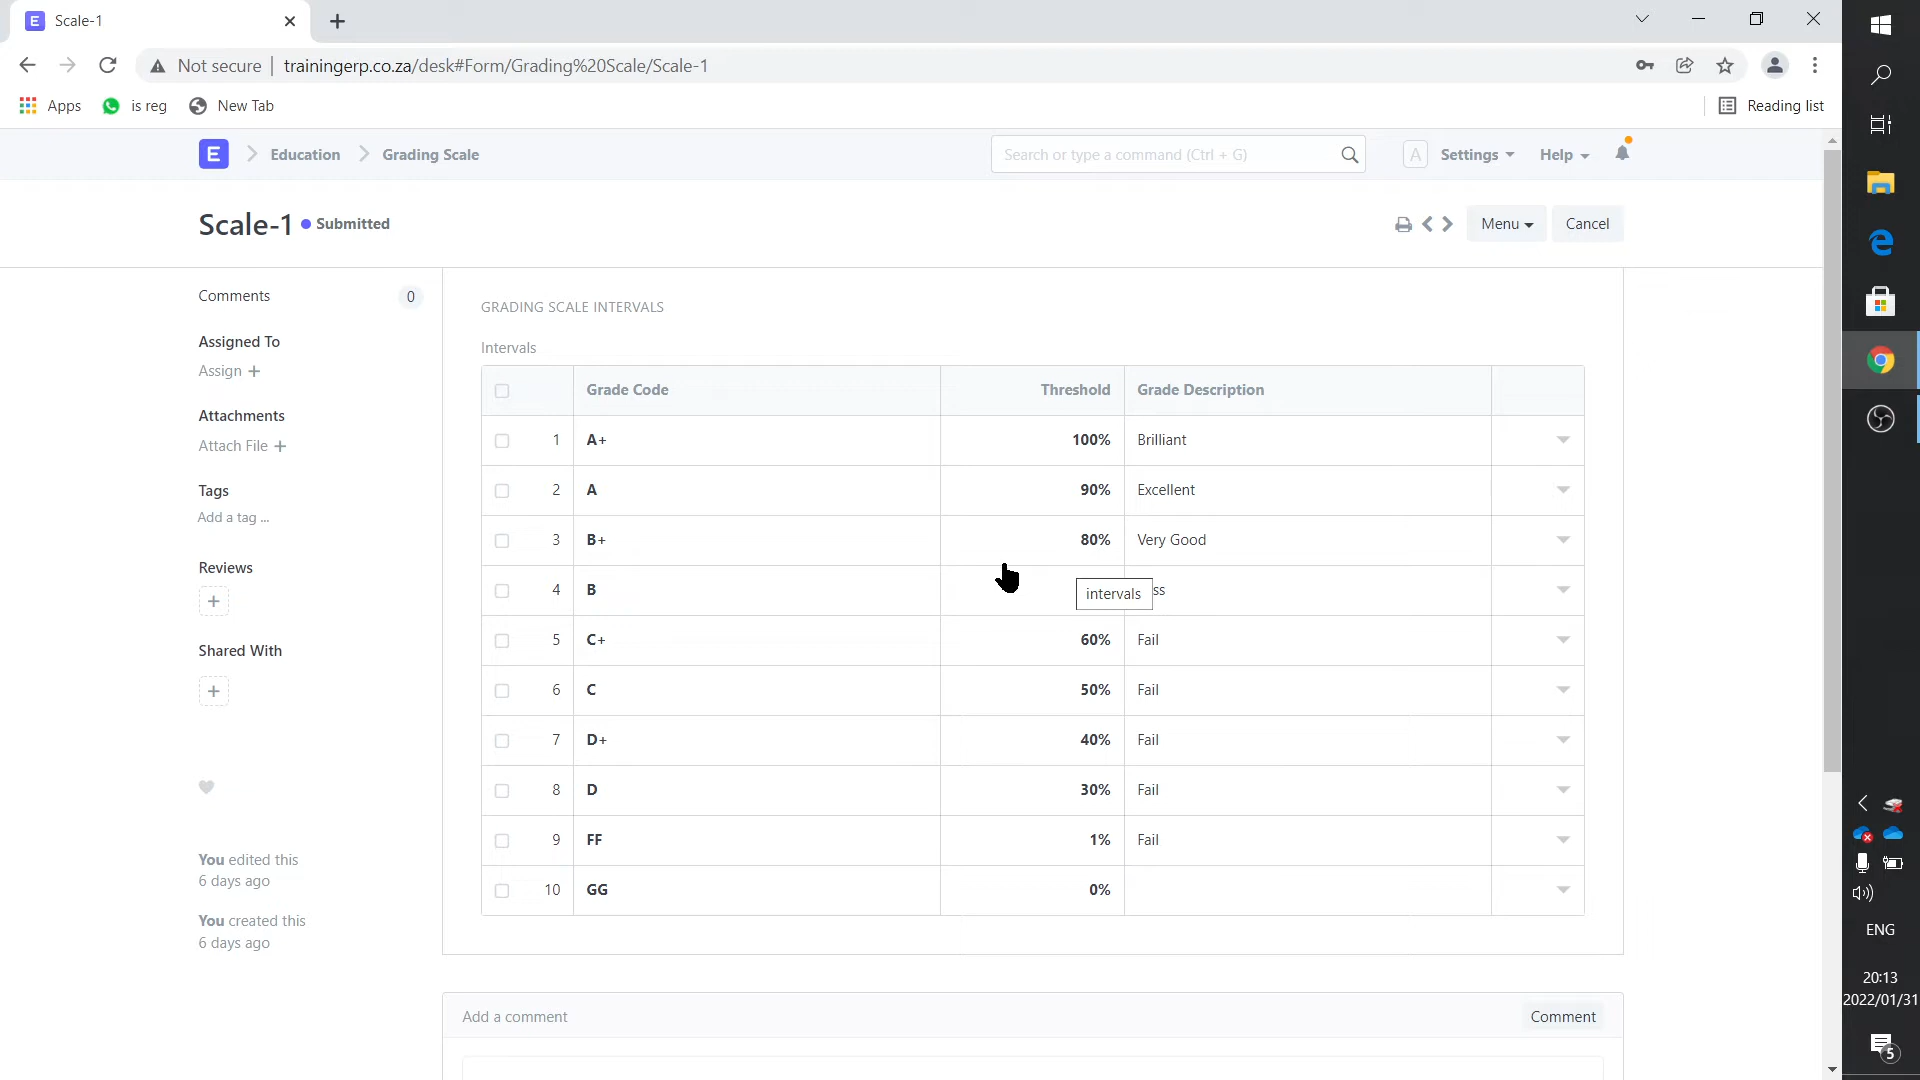 E Scale-1
Not secure trainingerp.co.za/desk#Form/Grading%20Scale/Scale-1
Apps is reg New Tab Reading list
E Education Grading Scale Search or type a command (Ctrl + G) A Settings Help
Scale-1 Submitted Menu Cancel
Comments 0
Assigned To
Assign +
Attachments
Attach File +
Tags
Add a tag ...
Reviews
+
Shared With
+
You edited this
6 days ago
You created this
6 days ago
GRADING SCALE INTERVALS
Intervals
Grade Code Threshold Grade Description
1 A+ 100% Brilliant
2 A 90% Excellent
3 B+ 80% Very Good
4 B intervals ss
5 C+ 60% Fail
6 C 50% Fail
7 D+ 40% Fail
8 D 30% Fail
9 FF 1% Fail
10 GG 0%
Add a comment Comment
ENG
20:13
2022/01/31
5